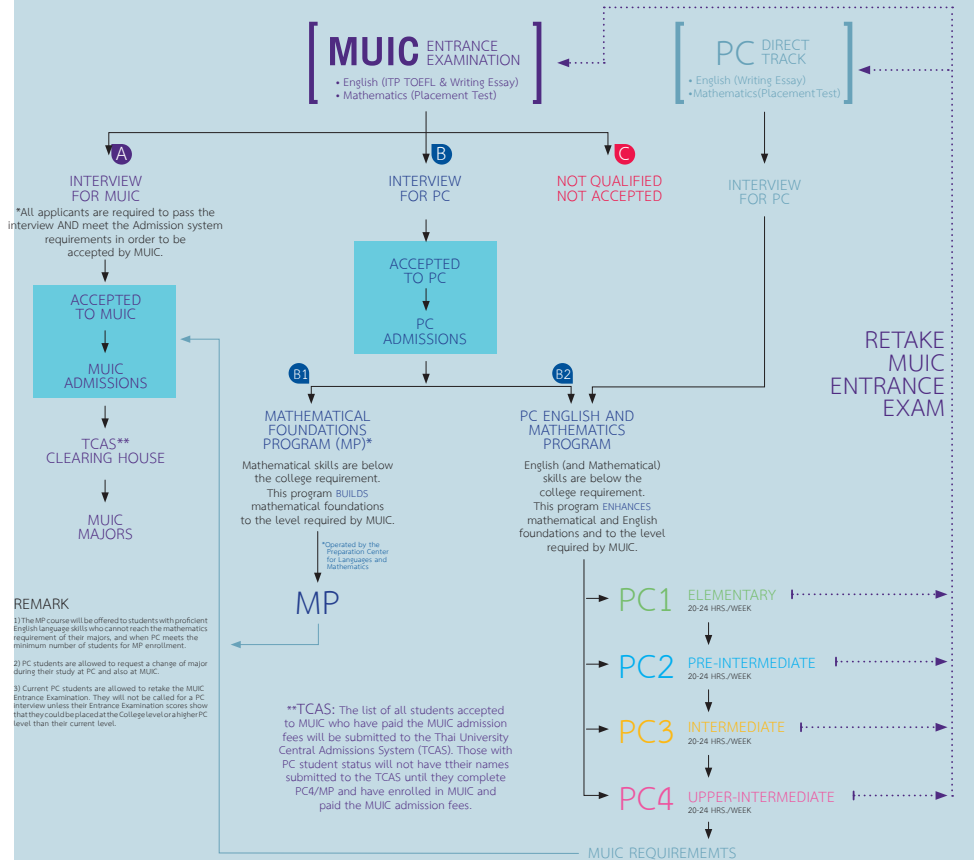 MUIC ENTRANCE
EXAMINATION
• English (ITP TOEFL & Writing Essay)
• Mathematics (Placement Test)
PC DIRECT
TRACK
• English (Writing Essay)
•Mathematics(Placement Test)
A
INTERVIEW
FOR MUIC
*All applicants are required to pass the
interview AND meet the Admission system
requirements in order to be
accepted by MUIC.
B
INTERVIEW
FOR PC
C
NOT QUALIFIED
NOT ACCEPTED
INTERVIEW
FOR PC
ACCEPTED
TO MUIC
MUIC
ADMISSIONS
ACCEPTED
TO PC
PC
ADMISSIONS
RETAKE
MUIC
ENTRANCE
EXAM
TCAS**
CLEARING HOUSE
MUIC
MAJORS
B1
MATHEMATICAL
FOUNDATIONS
PROGRAM (MP)*
Mathematical skills are below
the college requirement.
This program BUILDS
mathematical foundations
to the level required by MUIC.
*Operated by the
Preparation Center
for Languages and
Mathematics
MP
B2
PC ENGLISH AND
MATHEMATICS
PROGRAM
English (and Mathematical)
skills are below the
college requirement.
This program ENHANCES
mathematical and English
foundations and to the level
required by MUIC.
PC1 ELEMENTARY
20-24 HRS./WEEK
PC2 PRE-INTERMEDIATE
20-24 HRS./WEEK
PC3 INTERMEDIATE
20-24 HRS./WEEK
PC4 UPPER-INTERMEDIATE
20-24 HRS./WEEK
MUIC REQUIREMEMTS
REMARK
1) The MP course will be offered to students with proficient
English language skills who cannot reach the mathematics
requirement of their majors, and when PC meets the
minimum number of students for MP enrollment.
2) PC students are allowed to request a change of major
during their study at PC and also at MUIC.
3) Current PC students are allowed to retake the MUIC
Entrance Examination. They will not be called for a PC
interview unless their Entrance Examination scores show
that they could be placed at the College level or a higher PC
level than their current level.
**TCAS: The list of all students accepted
to MUIC who have paid the MUIC admission
fees will be submitted to the Thai University
Central Admissions System (TCAS). Those with
PC student status will not have ttheir names
submitted to the TCAS until they complete
PC4/MP and have enrolled in MUIC and
paid the MUIC admission fees.